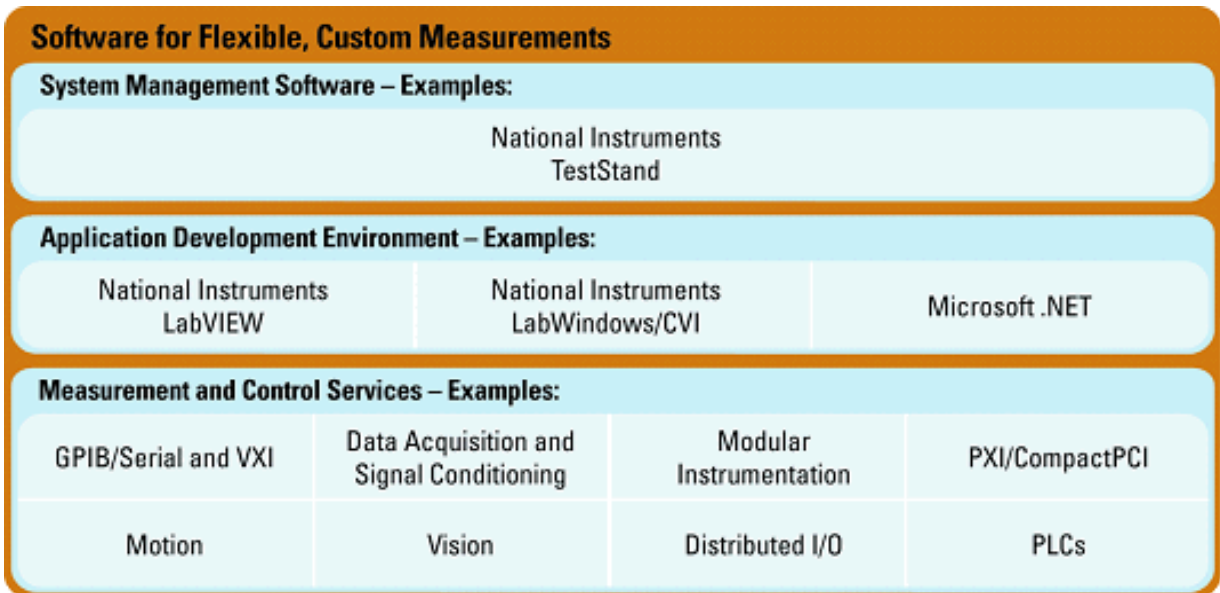 Software for Flexible, Custom Measurements
System Management Software – Examples:
National Instruments
TestStand
Application Development Environment – Examples:
National Instruments
LabVIEW
National Instruments
LabWindows/CVI
Microsoft .NET
Measurement and Control Services – Examples:
GPIB/Serial and VXI
Data Acquisition and
Signal Conditioning
Modular
Instrumentation
PXI/CompactPCI
Motion
Vision
Distributed I/O
PLCs